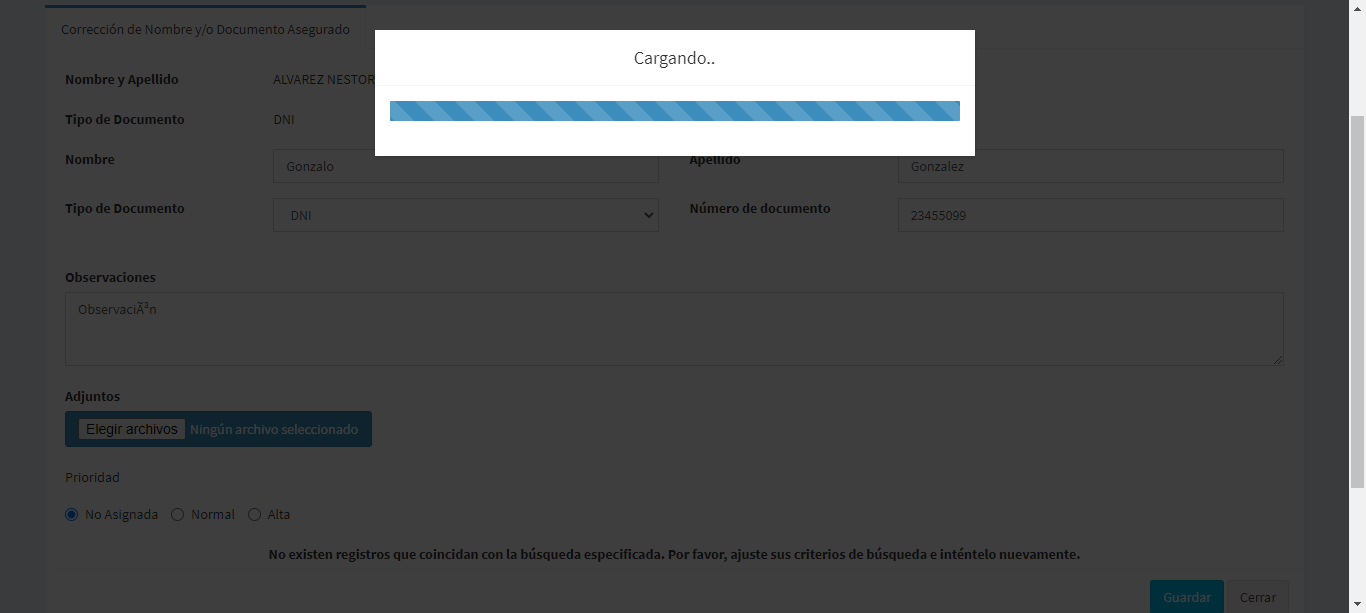 Corrección de Nombre y/o Documento Asegurado
Cargando..
Nombre y Apellido ALVAREZ NESTOR
Tipo de Documento DNI
Nombre Gonzalo Apellido Gonzalez
Tipo de Documento DNI Número de documento 23455099
Observaciones
ObservaciÃ³n
Adjuntos
Elegir archivos Ningún archivo seleccionado
Prioridad
No Asignada Normal Alta
No existen registros que coincidan con la búsqueda especificada. Por favor, ajuste sus criterios de búsqueda e inténtelo nuevamente.
Guardar Cerrar